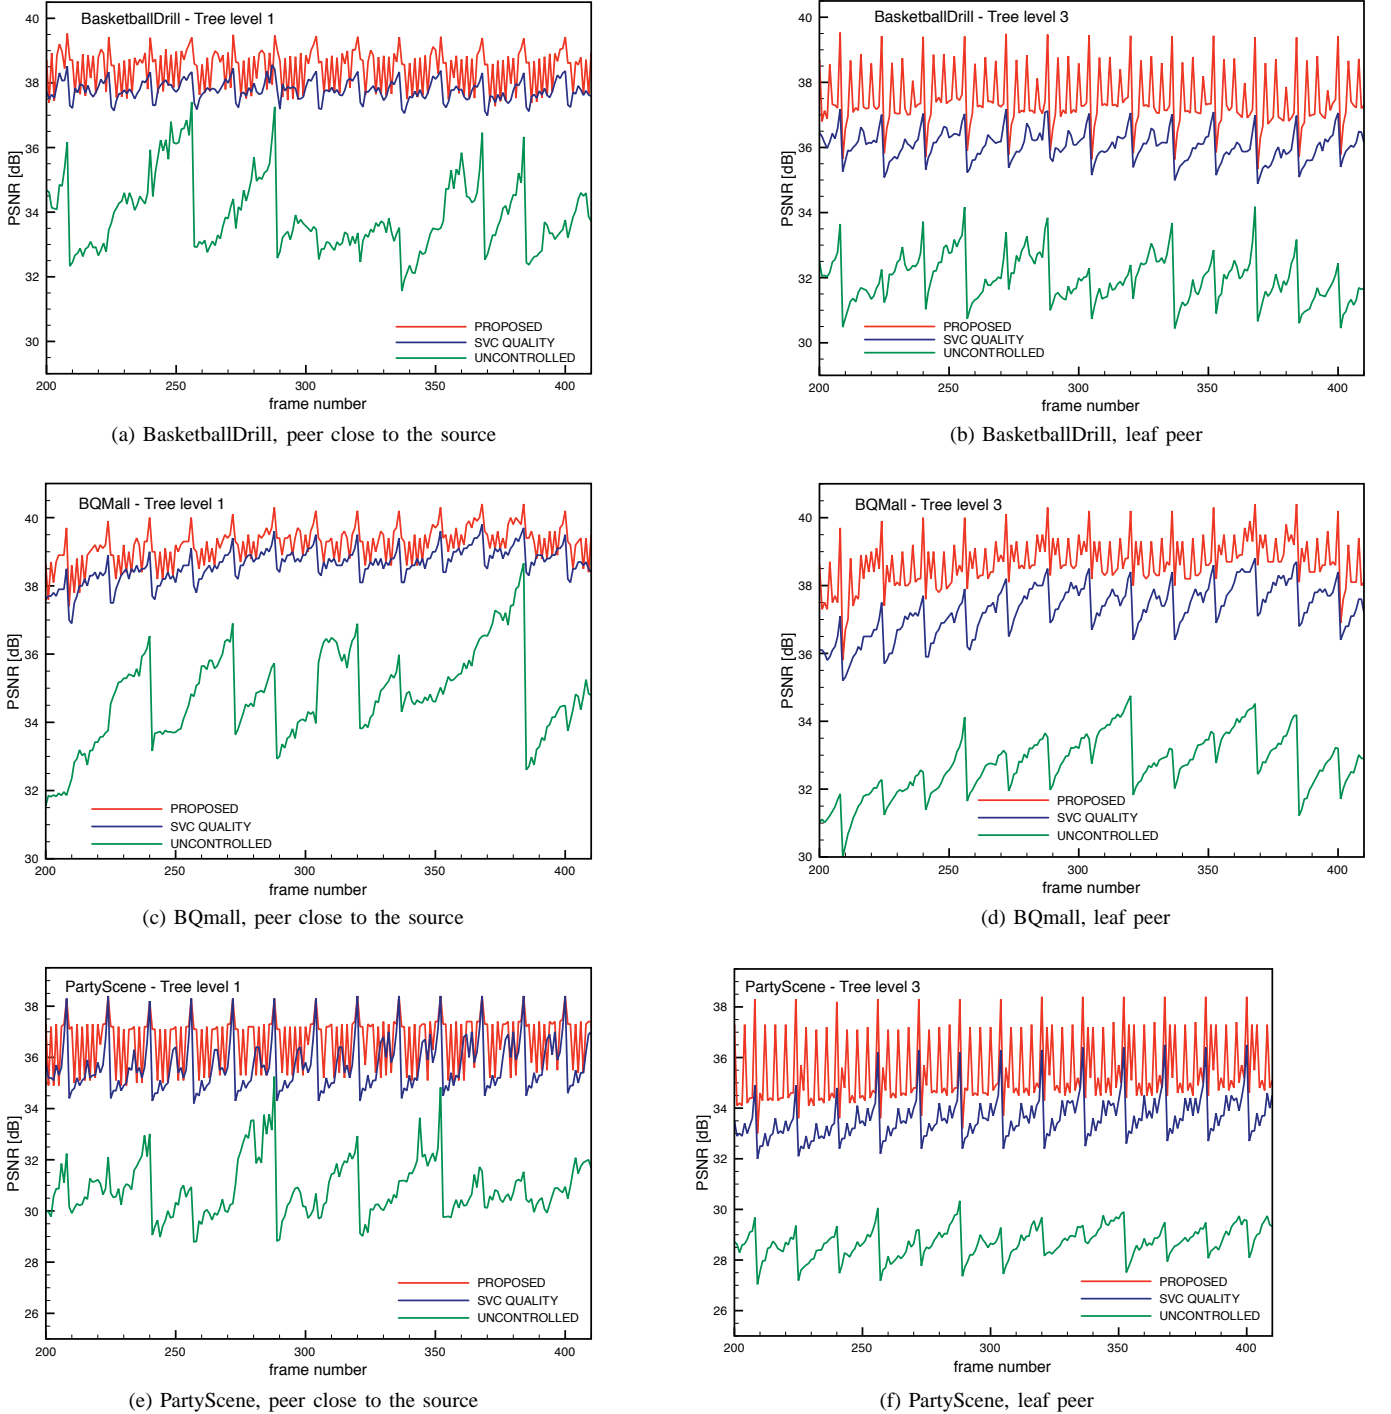 BasketballDrill - Tree level 1
40
38
36
34
32
30
PSNR [dB]
PROPOSED
SVC QUALITY
UNCONTROLLED
200
250
300
350
400
frame number
(a) BasketballDrill, peer close to the source
BasketballDrill - Tree level 3
40
38
36
34
32
30
PSNR [dB]
PROPOSED
SVC QUALITY
UNCONTROLLED
200
250
300
350
400
frame number
(b) BasketballDrill, leaf peer
BQMall - Tree level 1
40
38
36
34
32
30
PSNR [dB]
PROPOSED
SVC QUALITY
UNCONTROLLED
200
250
300
350
400
frame number
(c) BQmall, peer close to the source
BQMall - Tree level 3
40
38
36
34
32
30
PSNR [dB]
PROPOSED
SVC QUALITY
UNCONTROLLED
200
250
300
350
400
frame number
(d) BQmall, leaf peer
PartyScene - Tree level 1
38
36
34
32
30
28
26
PSNR [dB]
PROPOSED
SVC QUALITY
UNCONTROLLED
200
250
300
350
400
frame number
(e) PartyScene, peer close to the source
PartyScene - Tree level 3
38
36
34
32
30
28
26
PSNR [dB]
PROPOSED
SVC QUALITY
UNCONTROLLED
200
250
300
350
400
frame number
(f) PartyScene, leaf peer